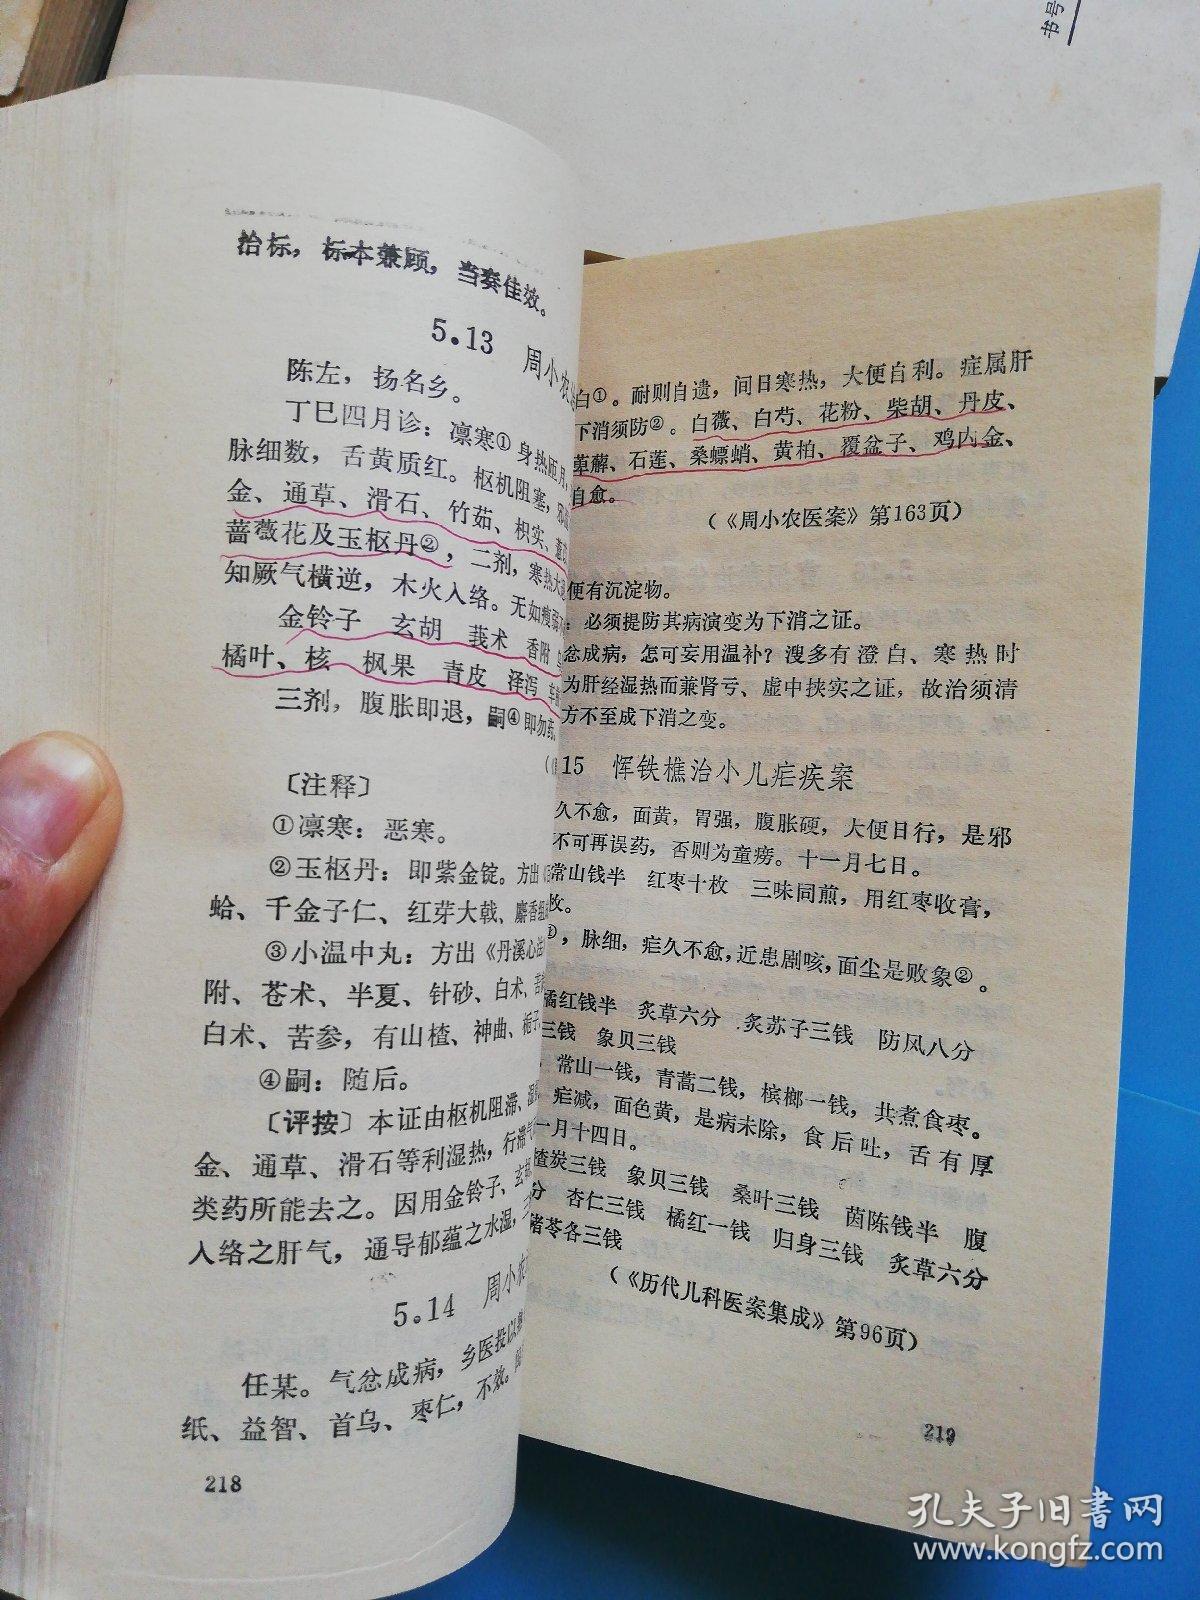 书号
治标，标本兼顾，当奏佳效。
5.13 周小农
陈左，扬名乡。
丁巳四月诊：凛寒①身热匝月，
脉细数，舌黄质红。枢机阻塞，邪
金、通草、滑石、竹茹、枳实、薏
蔷薇花及玉枢丹②，二剂，寒热大
知厥气横逆，木火入络。无如瘦弱
金铃子 玄胡 莪术 香附
橘叶、核 枫果 青皮 泽泻 车前
三剂，腹胀即退，嗣④即勿药。
〔注释〕
①凛寒：恶寒。
②玉枢丹：即紫金锭。方出《
蛤、千金子仁、红芽大戟、麝香组
③小温中丸：方出《丹溪心法
附、苍术、半夏、针砂、白术、苦
白术、苦参，有山楂、神曲、栀子
④嗣：随后。
〔评按〕本证由枢机阻滞、湿
金、通草、滑石等利湿热，行滞气
类药所能去之。因用金铃子、玄胡
入络之肝气，通导郁蕴之水湿，三
5.14 周小农
任某。气忿成病，乡医投以
纸、益智、首乌、枣仁，不效。
218
白①。耐则自遗，间日寒热，大便自利。症属肝
下消须防②。白薇、白芍、花粉、柴胡、丹皮、
萆薢、石莲、桑螵蛸、黄柏、覆盆子、鸡内金、
自愈。
（《周小农医案》第163页）
便有沉淀物。
：必须提防其病演变为下消之证。
忿成病，怎可妄用温补？溲多有澄白、寒热时
为肝经湿热而兼肾亏、虚中挟实之证，故治须清
方不至成下消之变。
15 恽铁樵治小儿疟疾案
久不愈，面黄，胃强，腹胀硬，大便日行，是邪
不可再误药，否则为童痨。十一月七日。
常山钱半 红枣十枚 三味同煎，用红枣收膏，
枚。
①，脉细，疟久不愈，近患剧咳，面尘是败象②。
橘红钱半 炙草六分 炙苏子三钱 防风八分
三钱 象贝三钱
常山一钱，青蒿二钱，槟榔一钱，共煮食枣。
疟减，面色黄，是病未除，食后吐，舌有厚
一月十四日。
楂炭三钱 象贝三钱 桑叶三钱 茵陈钱半 腹
分 杏仁三钱 橘红一钱 归身三钱 炙草六分
猪苓各三钱
（《历代儿科医案集成》第96页）
219
孔夫子旧书网
www.kongfz.com